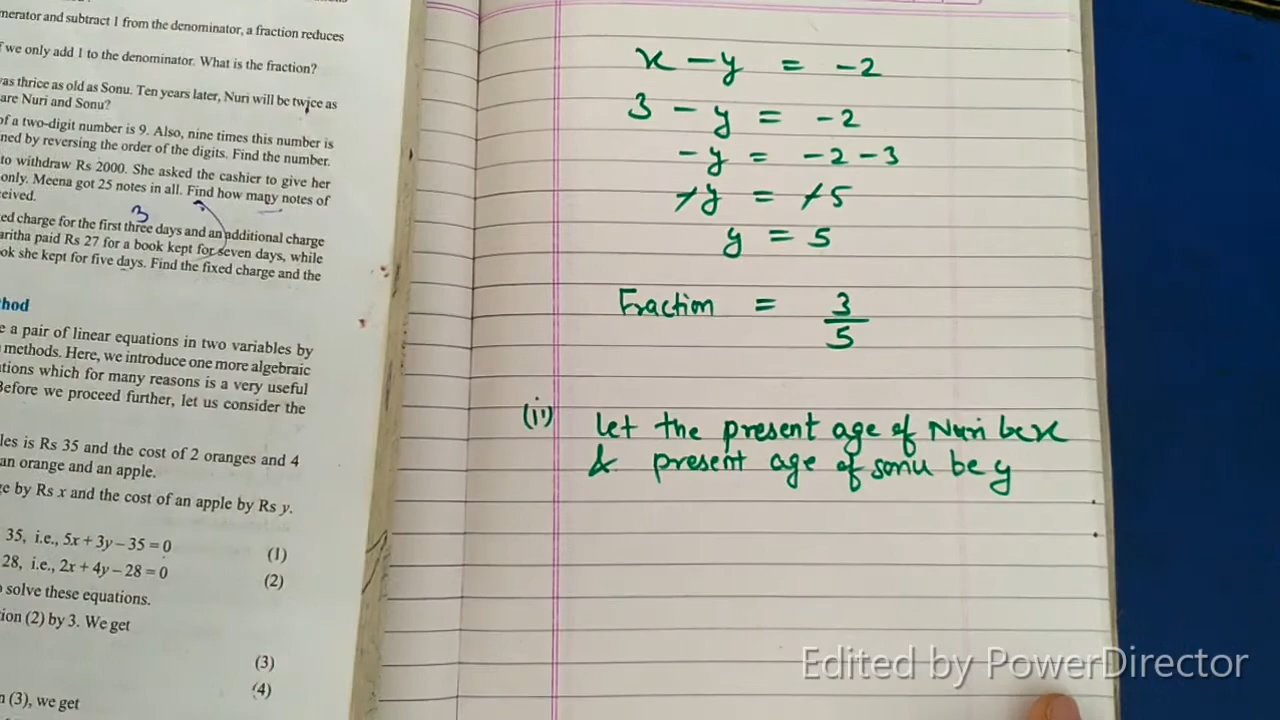 merator and subtract 1 from the denominator, a fraction reduces
f we only add 1 to the denominator. What is the fraction?
as thrice as old as Sonu. Ten years later, Nuri will be twice as
are Nuri and Sonu?
of a two-digit number is 9. Also, nine times this number is
ned by reversing the order of the digits. Find the number.
to withdraw Rs 2000. She asked the cashier to give her
only. Meena got 25 notes in all. Find how many notes of
eived.
3
ed charge for the first three days and an additional charge
aritha paid Rs 27 for a book kept for seven days, while
ok she kept for five days. Find the fixed charge and the
hod
e a pair of linear equations in two variables by
methods. Here, we introduce one more algebraic
tions which for many reasons is a very useful
Before we proceed further, let us consider the
les is Rs 35 and the cost of 2 oranges and 4
an orange and an apple.
ge by Rs x and the cost of an apple by Rs y.
35, i.e., 5x + 3y – 35 = 0 (1)
28, i.e., 2x + 4y – 28 = 0 (2)
solve these equations.
ion (2) by 3. We get
(3)
(4)
n (3), we get
x - y = -2
3 - y = -2
-y = -2 - 3
-y = -5
y = 5
Fraction = 3/5
(ii) Let the present age of Nuri be x
& present age of sonu be y
Edited by PowerDirector